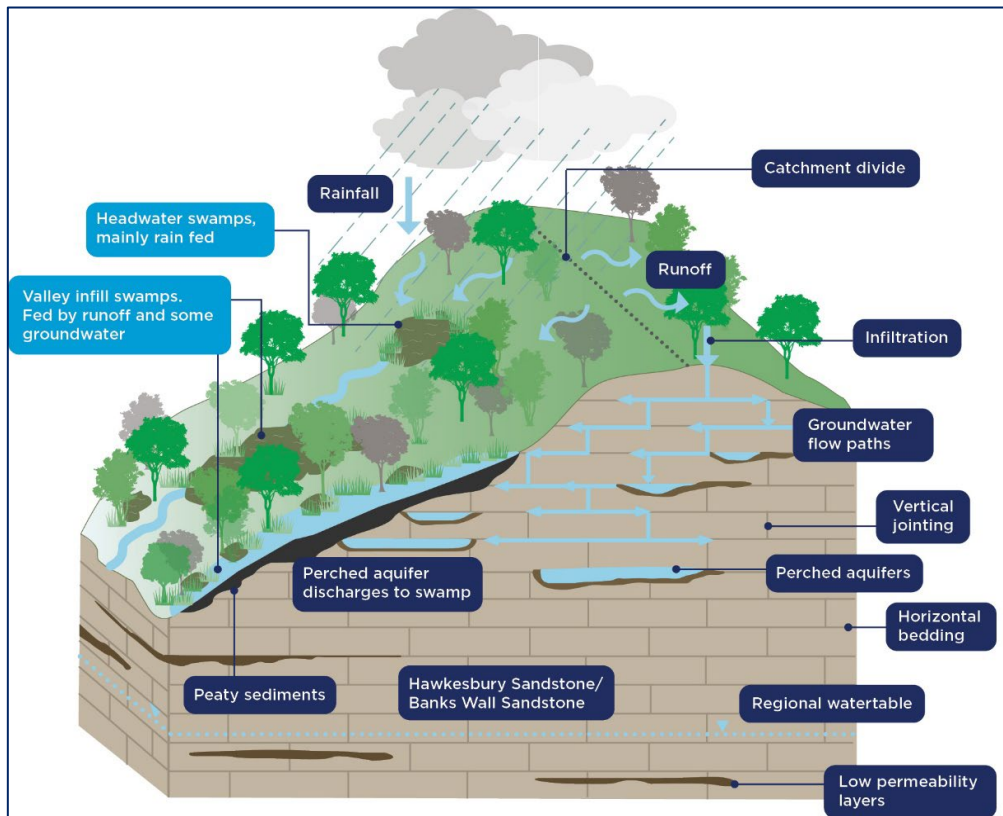 Catchment divide
Rainfall
Headwater swamps,
mainly rain fed
Runoff
Valley infill swamps.
Fed by runoff and some
groundwater
Infiltration
Groundwater
flow paths
Vertical
jointing
Perched aquifer
discharges to swamp
Perched aquifers
Horizontal
bedding
Peaty sediments
Hawkesbury Sandstone/
Banks Wall Sandstone
Regional watertable
Low permeability
layers